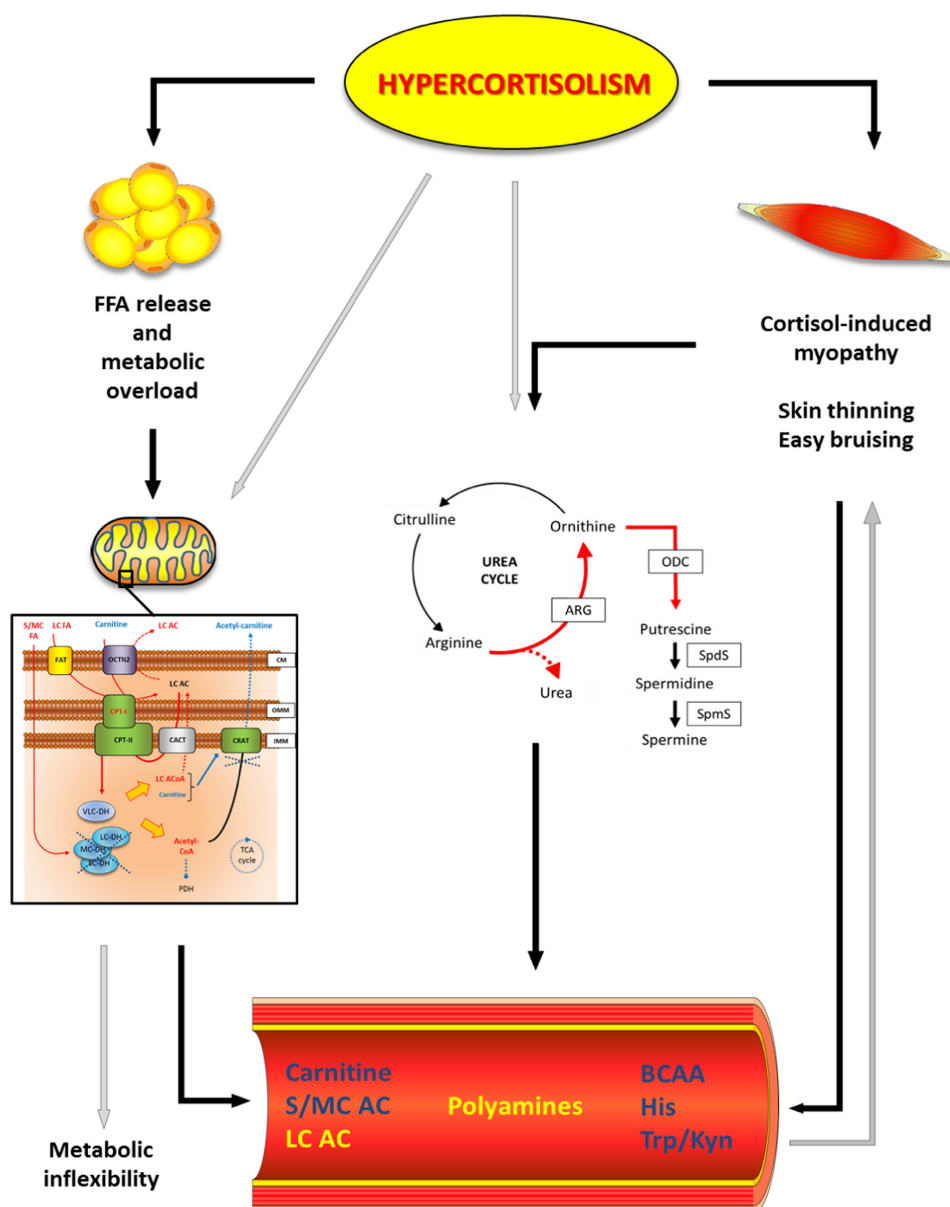 HYPERCORTISOLISM
FFA release
and
metabolic
overload
Cortisol-induced
myopathy
Skin thinning
Easy bruising
Citrulline
Ornithine
UREA
CYCLE
ODC
ARG
Arginine
Putrescine
SpdS
Urea
Spermidine
SpmS
Spermine
S/MC
FA
LC FA
Carnitine
LC AC
Acetyl-carnitine
FAT
OCTN2
CM
LC AC
CPT-I
OMM
CPT-II
CACT
CRAT
IMM
LC ACoA
Carnitine
VLC-DH
LC-DH
MC-DH
SC-DH
Acetyl-
CoA
TCA
cycle
PDH
Carnitine
S/MC AC
LC AC
Polyamines
BCAA
His
Trp/Kyn
Metabolic
inflexibility